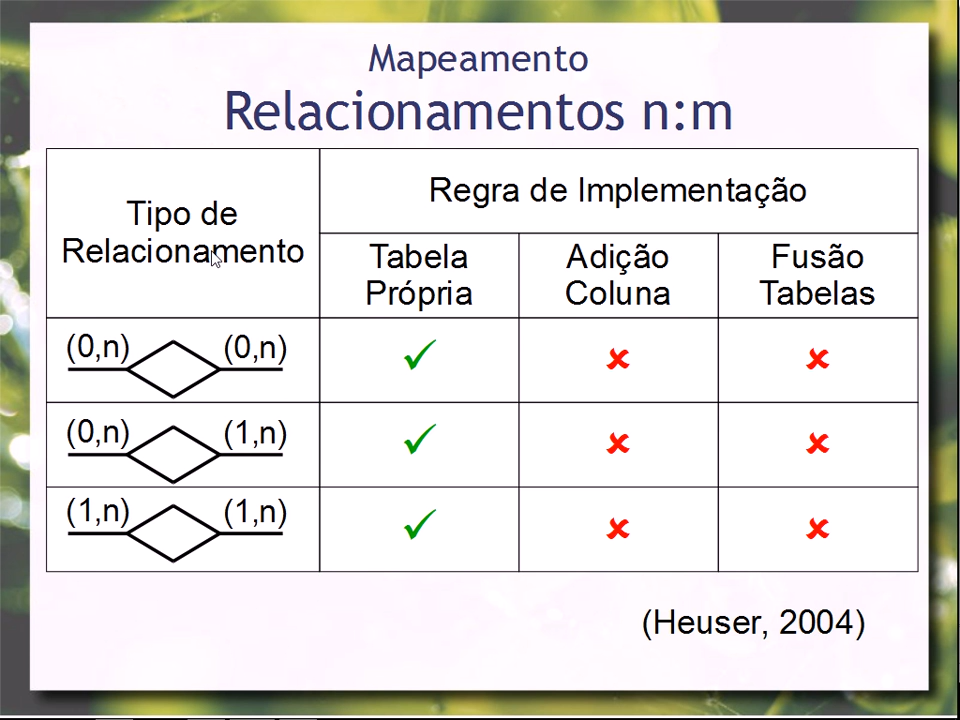 Mapeamento
Relacionamentos n:m
Tipo de
Relacionamento
Regra de Implementação
Tabela
Própria
Adição
Coluna
Fusão
Tabelas
(0,n) (0,n)
(0,n) (1,n)
(1,n) (1,n)
(Heuser, 2004)